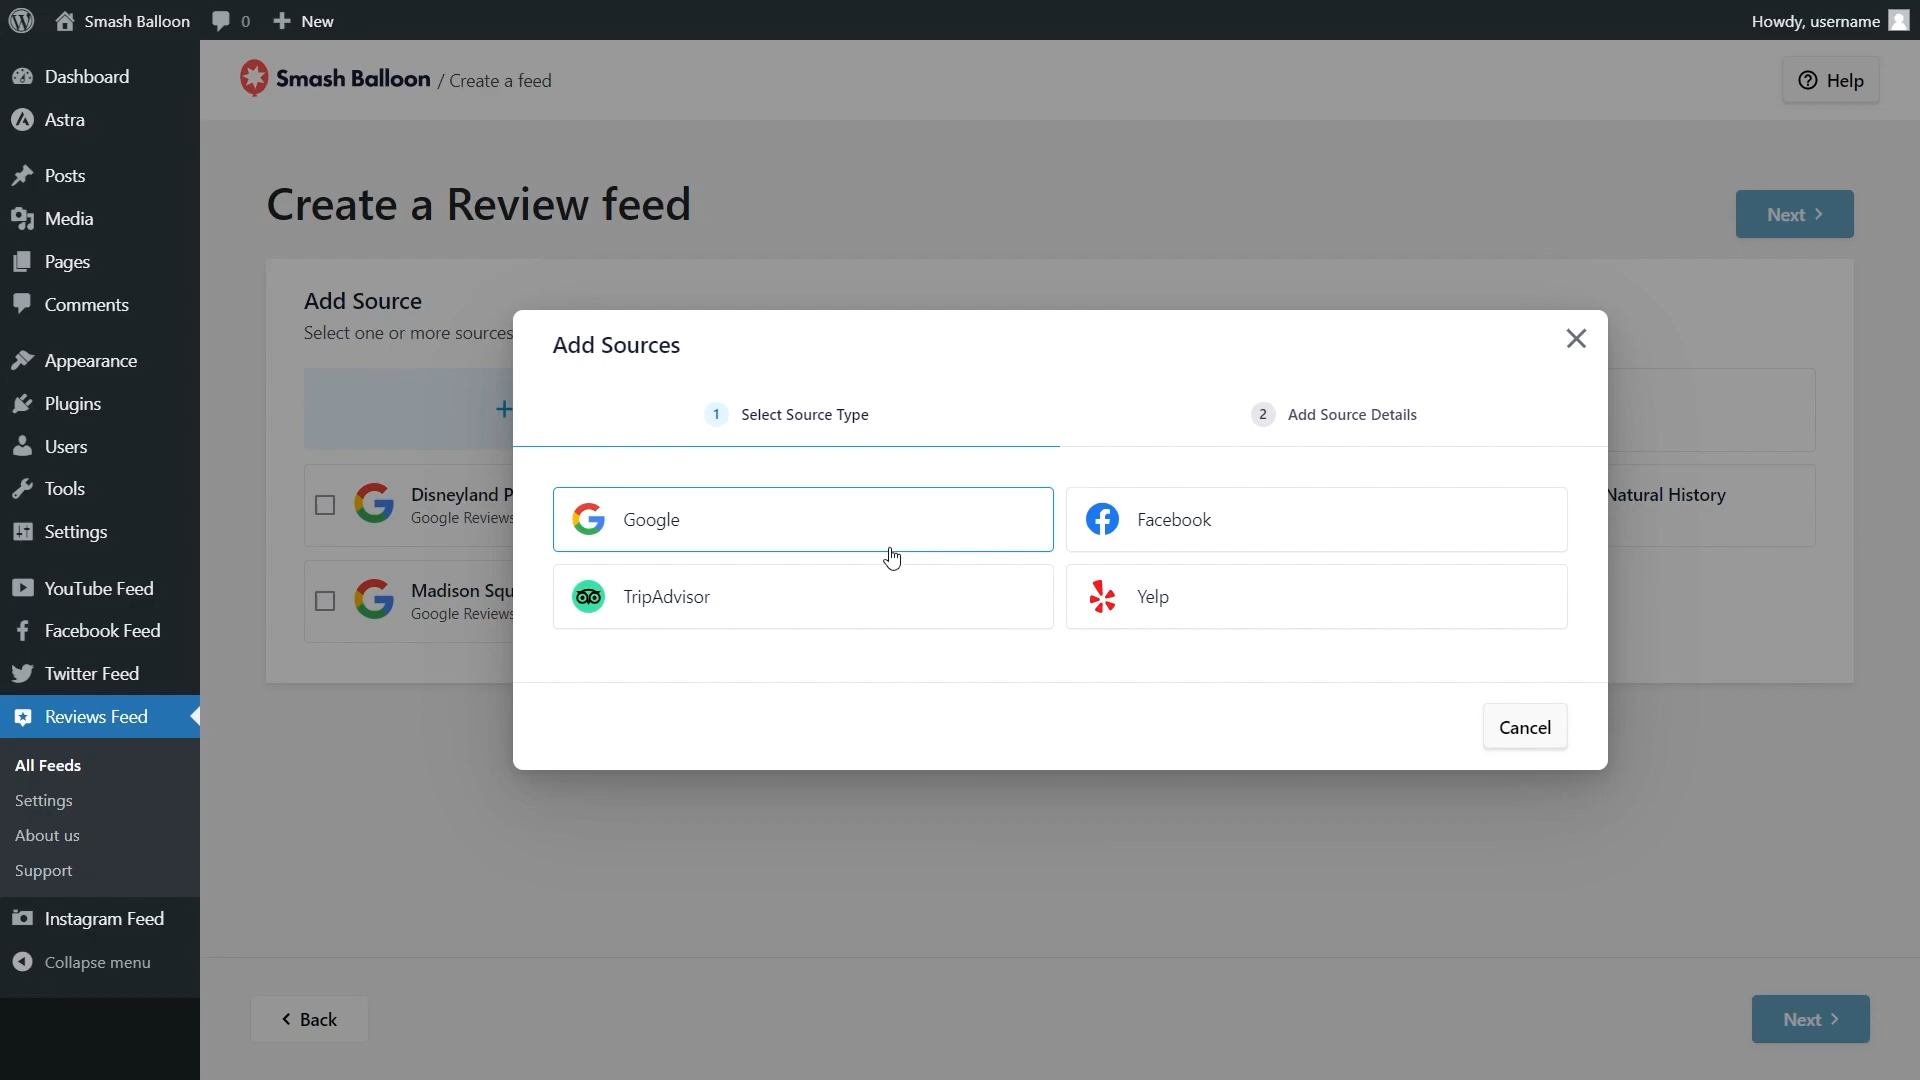 Smash Balloon
0
New
Howdy, username
Dashboard
Astra
Posts
Media
Pages
Comments
Appearance
Plugins
Users
Tools
Settings
YouTube Feed
Facebook Feed
Twitter Feed
Reviews Feed
All Feeds
Settings
About us
Support
Instagram Feed
Collapse menu
Smash Balloon / Create a feed
Help
Create a Review feed
Next
Add Source
Select one or more sources
Disneyland P
Google Reviews
Madison Squ
Google Reviews
Natural History
Add Sources
1 Select Source Type
2 Add Source Details
Google
Facebook
TripAdvisor
Yelp
Cancel
Back
Next